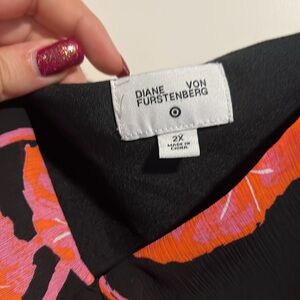 DIANE VON
FURSTENBERG
2X
MADE IN
CHINA